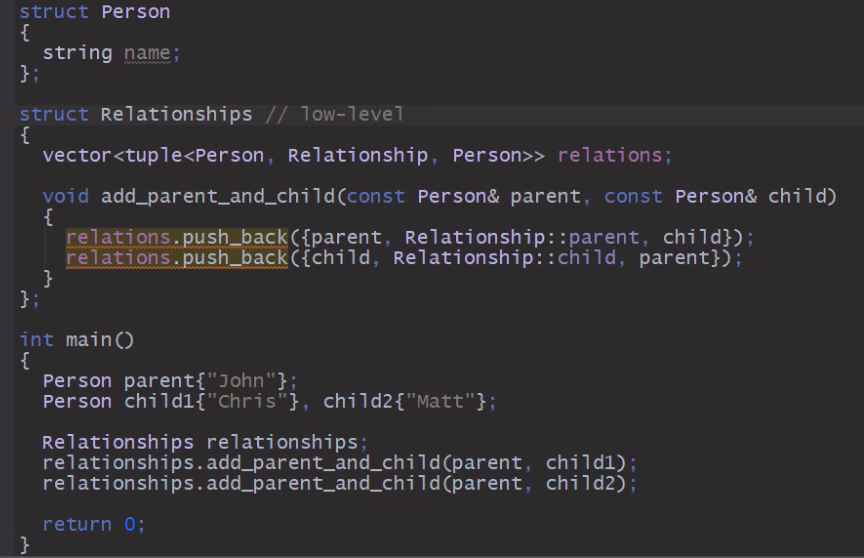 struct Person
{
  string name;
};

struct Relationships // low-level
{
  vector<tuple<Person, Relationship, Person>> relations;

  void add_parent_and_child(const Person& parent, const Person& child)
  {
    relations.push_back({parent, Relationship::parent, child});
    relations.push_back({child, Relationship::child, parent});
  }
};

int main()
{
  Person parent{"John"};
  Person child1{"Chris"}, child2{"Matt"};

  Relationships relationships;
  relationships.add_parent_and_child(parent, child1);
  relationships.add_parent_and_child(parent, child2);

  return 0;
}